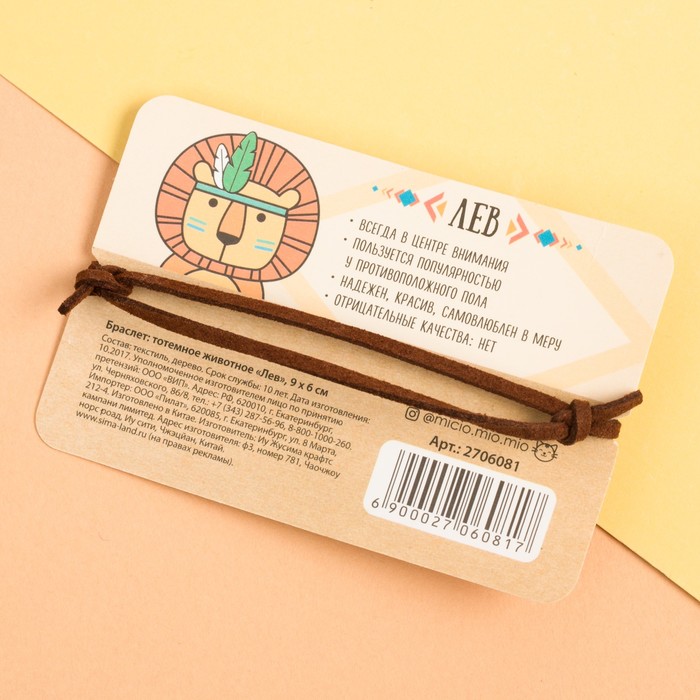 ЛЕВ
• ВСЕГДА В ЦЕНТРЕ ВНИМАНИЯ
• ПОЛЬЗУЕТСЯ ПОПУЛЯРНОСТЬЮ
У ПРОТИВОПОЛОЖНОГО ПОЛА
• НАДЕЖЕН, КРАСИВ, САМОВЛЮБЛЕН В МЕРУ
• ОТРИЦАТЕЛЬНЫЕ КАЧЕСТВА: НЕТ
Браслет: тотемное животное «Лев», 9 x 6 см
Состав: текстиль, дерево. Срок службы: 10 лет. Дата изготовления:
10.2017. Уполномоченное изготовителем лицо по принятию
претензий: ООО «ВИП». Адрес: РФ, 620010, г. Екатеринбург,
ул. Черняховского, 86/8, тел.: +7 (343) 287-56-96, 8-800-1000-260.
Импортер: ООО «Пилат», 620085, г. Екатеринбург, ул. 8 Марта,
212-4. Изготовлено в Китае. Изготовитель: Иу Жусима крафтс
кампани лимитед. Адрес изготовителя: ф3, номер 781, Чаочжоу
норс роад, Иу сити, Чжэцзян, Китай.
www.sima-land.ru (на правах рекламы).
@micio.mio.mio
Арт.: 2706081
6 900027 060817